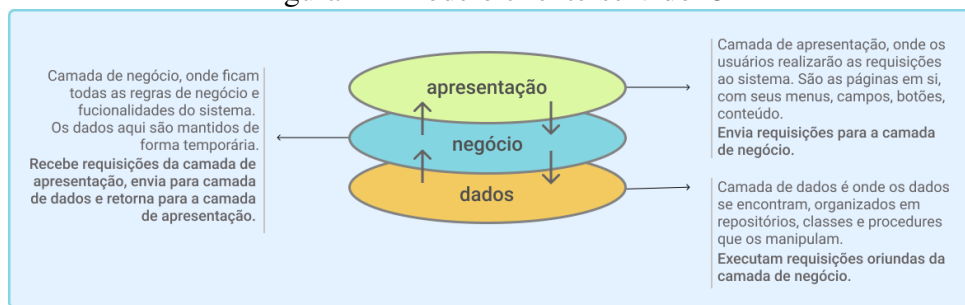 Camada de negócio, onde ficam
todas as regras de negócio e
fucionalidades do sistema.
Os dados aqui são mantidos de
forma temporária.
Recebe requisições da camada de
apresentação, envia para camada
de dados e retorna para a camada
de apresentação.
apresentação
negócio
dados
Camada de apresentação, onde os
usuários realizarão as requisições
ao sistema. São as páginas em si,
com seus menus, campos, botões,
conteúdo.
Envia requisições para a camada
de negócio.
Camada de dados é onde os dados
se encontram, organizados em
repositórios, classes e procedures
que os manipulam.
Executam requisições oriundas da
camada de negócio.